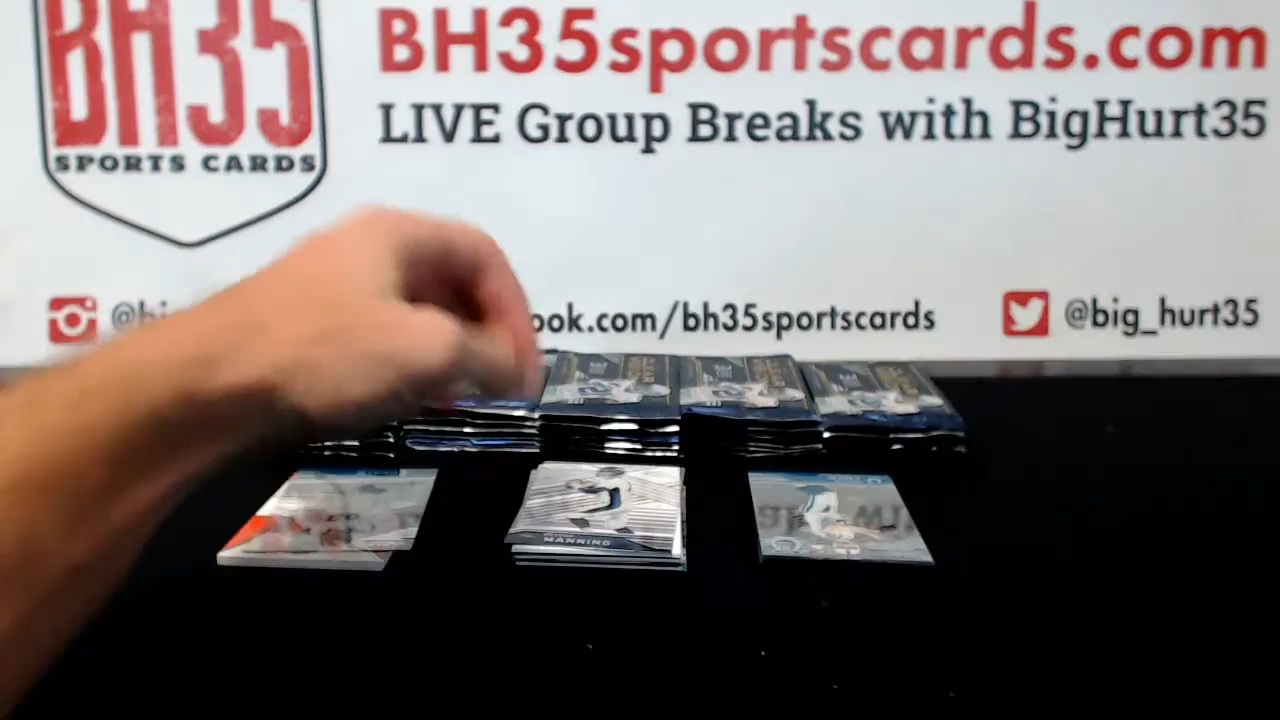 BH35
SPORTS CARDS
BH35sportscards.com
LIVE Group Breaks with BigHurt35
ook.com/bh35sportscards
@big_hurt35
MANNING